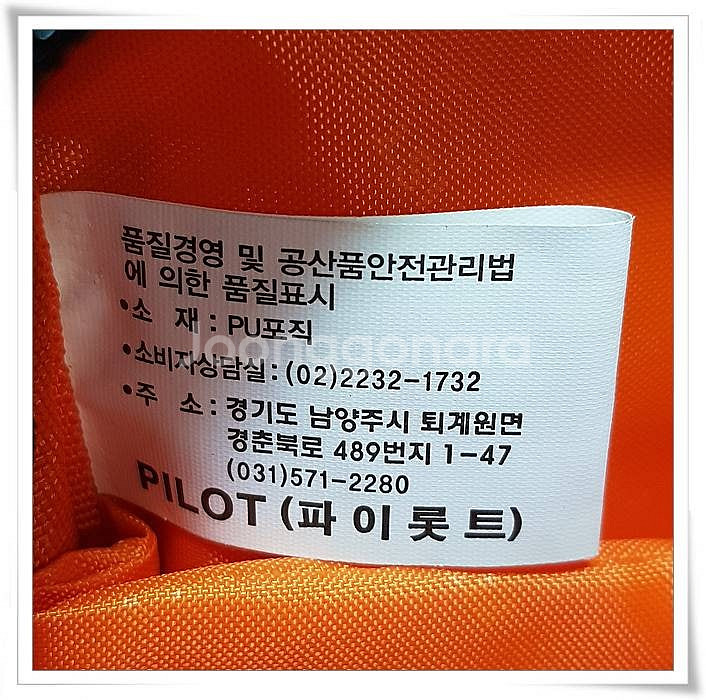 품질경영 및 공산품안전관리법
에 의한 품질표시
•소 재 : PU포직
Joonggonara
•소비자상담실 : (02)2232-1732
•주 소 : 경기도 남양주시 퇴계원면
경춘북로 489번지 1-47
(031)571-2280
PILOT (파이롯트)